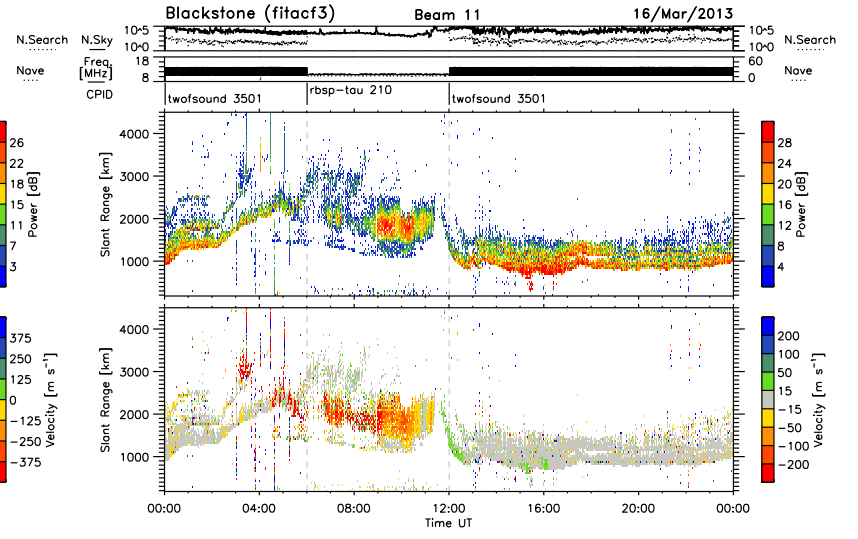 Blackstone (fitacf3) Beam 11 16/Mar/2013
N.Search N.Sky 10^5 10^0 10^5 10^0 N.Search
Nave Freq. [MHz] 18 8 60 0 Nave
CPID twofsound 3501 rbsp-tau 210 twofsound 3501
26 22 18 15 11 7 3
Power [dB]
4000 3000 2000 1000
Slant Range [km]
28 24 20 16 12 8 4
Power [dB]
375 250 125 0 -125 -250 -375
Velocity [m s^-1]
4000 3000 2000 1000
Slant Range [km]
200 100 50 15 -15 -50 -100 -200
Velocity [m s^-1]
00:00 04:00 08:00 12:00 16:00 20:00 00:00
Time UT